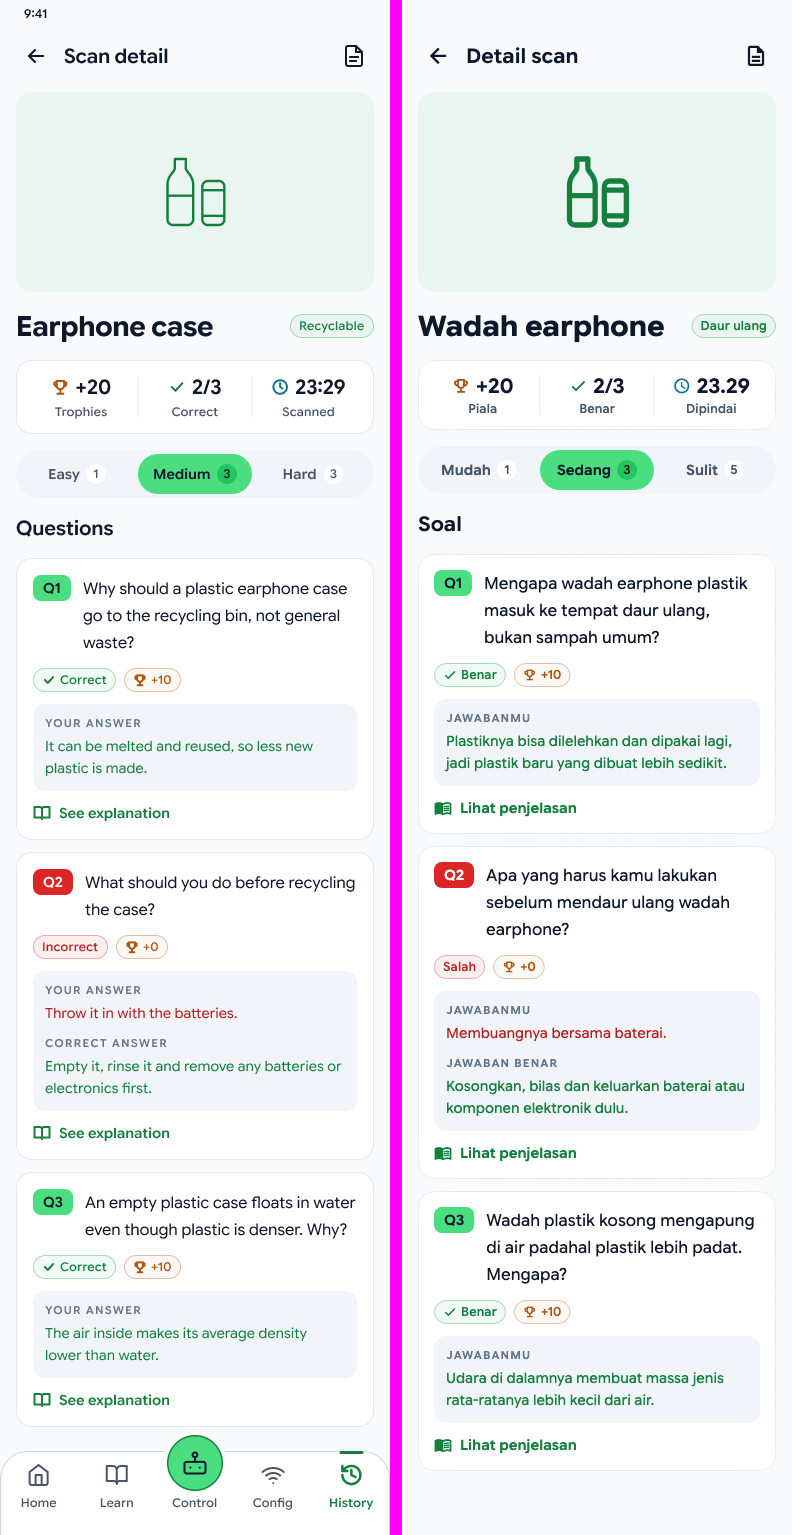 9:41
Scan detail
Earphone case
Recyclable
+20
Trophies
2/3
Correct
23:29
Scanned
Easy 1
Medium 3
Hard 3
Questions
Q1
Why should a plastic earphone case
go to the recycling bin, not general
waste?
Correct
+10
YOUR ANSWER
It can be melted and reused, so less new
plastic is made.
See explanation
Q2
What should you do before recycling
the case?
Incorrect
+0
YOUR ANSWER
Throw it in with the batteries.
CORRECT ANSWER
Empty it, rinse it and remove any batteries or
electronics first.
See explanation
Q3
An empty plastic case floats in water
even though plastic is denser. Why?
Correct
+10
YOUR ANSWER
The air inside makes its average density
lower than water.
See explanation
Home
Learn
Control
Config
History
Detail scan
Wadah earphone
Daur ulang
+20
Piala
2/3
Benar
23.29
Dipindai
Mudah 1
Sedang 3
Sulit 5
Soal
Q1
Mengapa wadah earphone plastik
masuk ke tempat daur ulang,
bukan sampah umum?
Benar
+10
JAWABANMU
Plastiknya bisa dilelehkan dan dipakai lagi,
jadi plastik baru yang dibuat lebih sedikit.
Lihat penjelasan
Q2
Apa yang harus kamu lakukan
sebelum mendaur ulang wadah
earphone?
Salah
+0
JAWABANMU
Membuangnya bersama baterai.
JAWABAN BENAR
Kosongkan, bilas dan keluarkan baterai atau
komponen elektronik dulu.
Lihat penjelasan
Q3
Wadah plastik kosong mengapung
di air padahal plastik lebih padat.
Mengapa?
Benar
+10
JAWABANMU
Udara di dalamnya membuat massa jenis
rata-ratanya lebih kecil dari air.
Lihat penjelasan